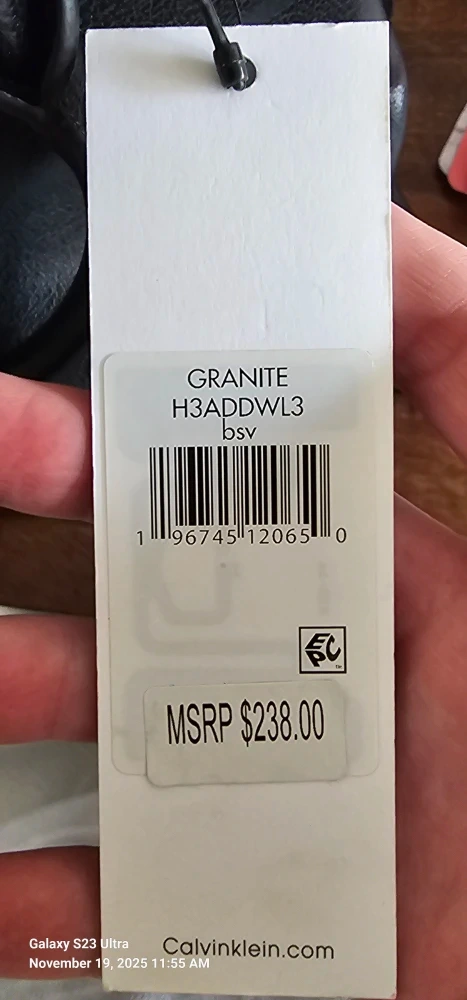 GRANITE
H3ADDWL3
bsv
1 96745 12065 0
EPC
MSRP $238.00
Calvinklein.com
Galaxy S23 Ultra
November 19, 2025 11:55 AM